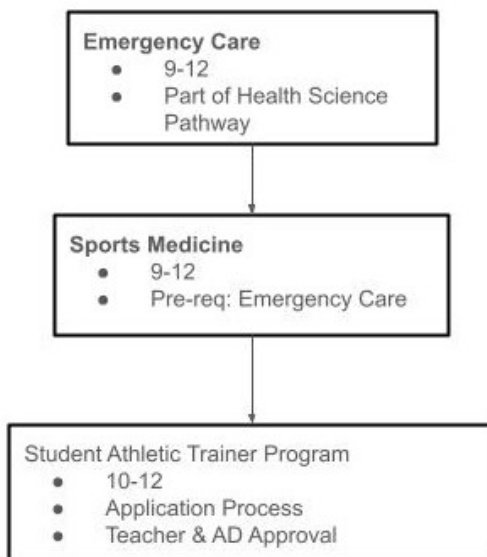 Emergency Care
● 9-12
● Part of Health Science
Pathway
Sports Medicine
● 9-12
● Pre-req: Emergency Care
Student Athletic Trainer Program
● 10-12
● Application Process
● Teacher & AD Approval